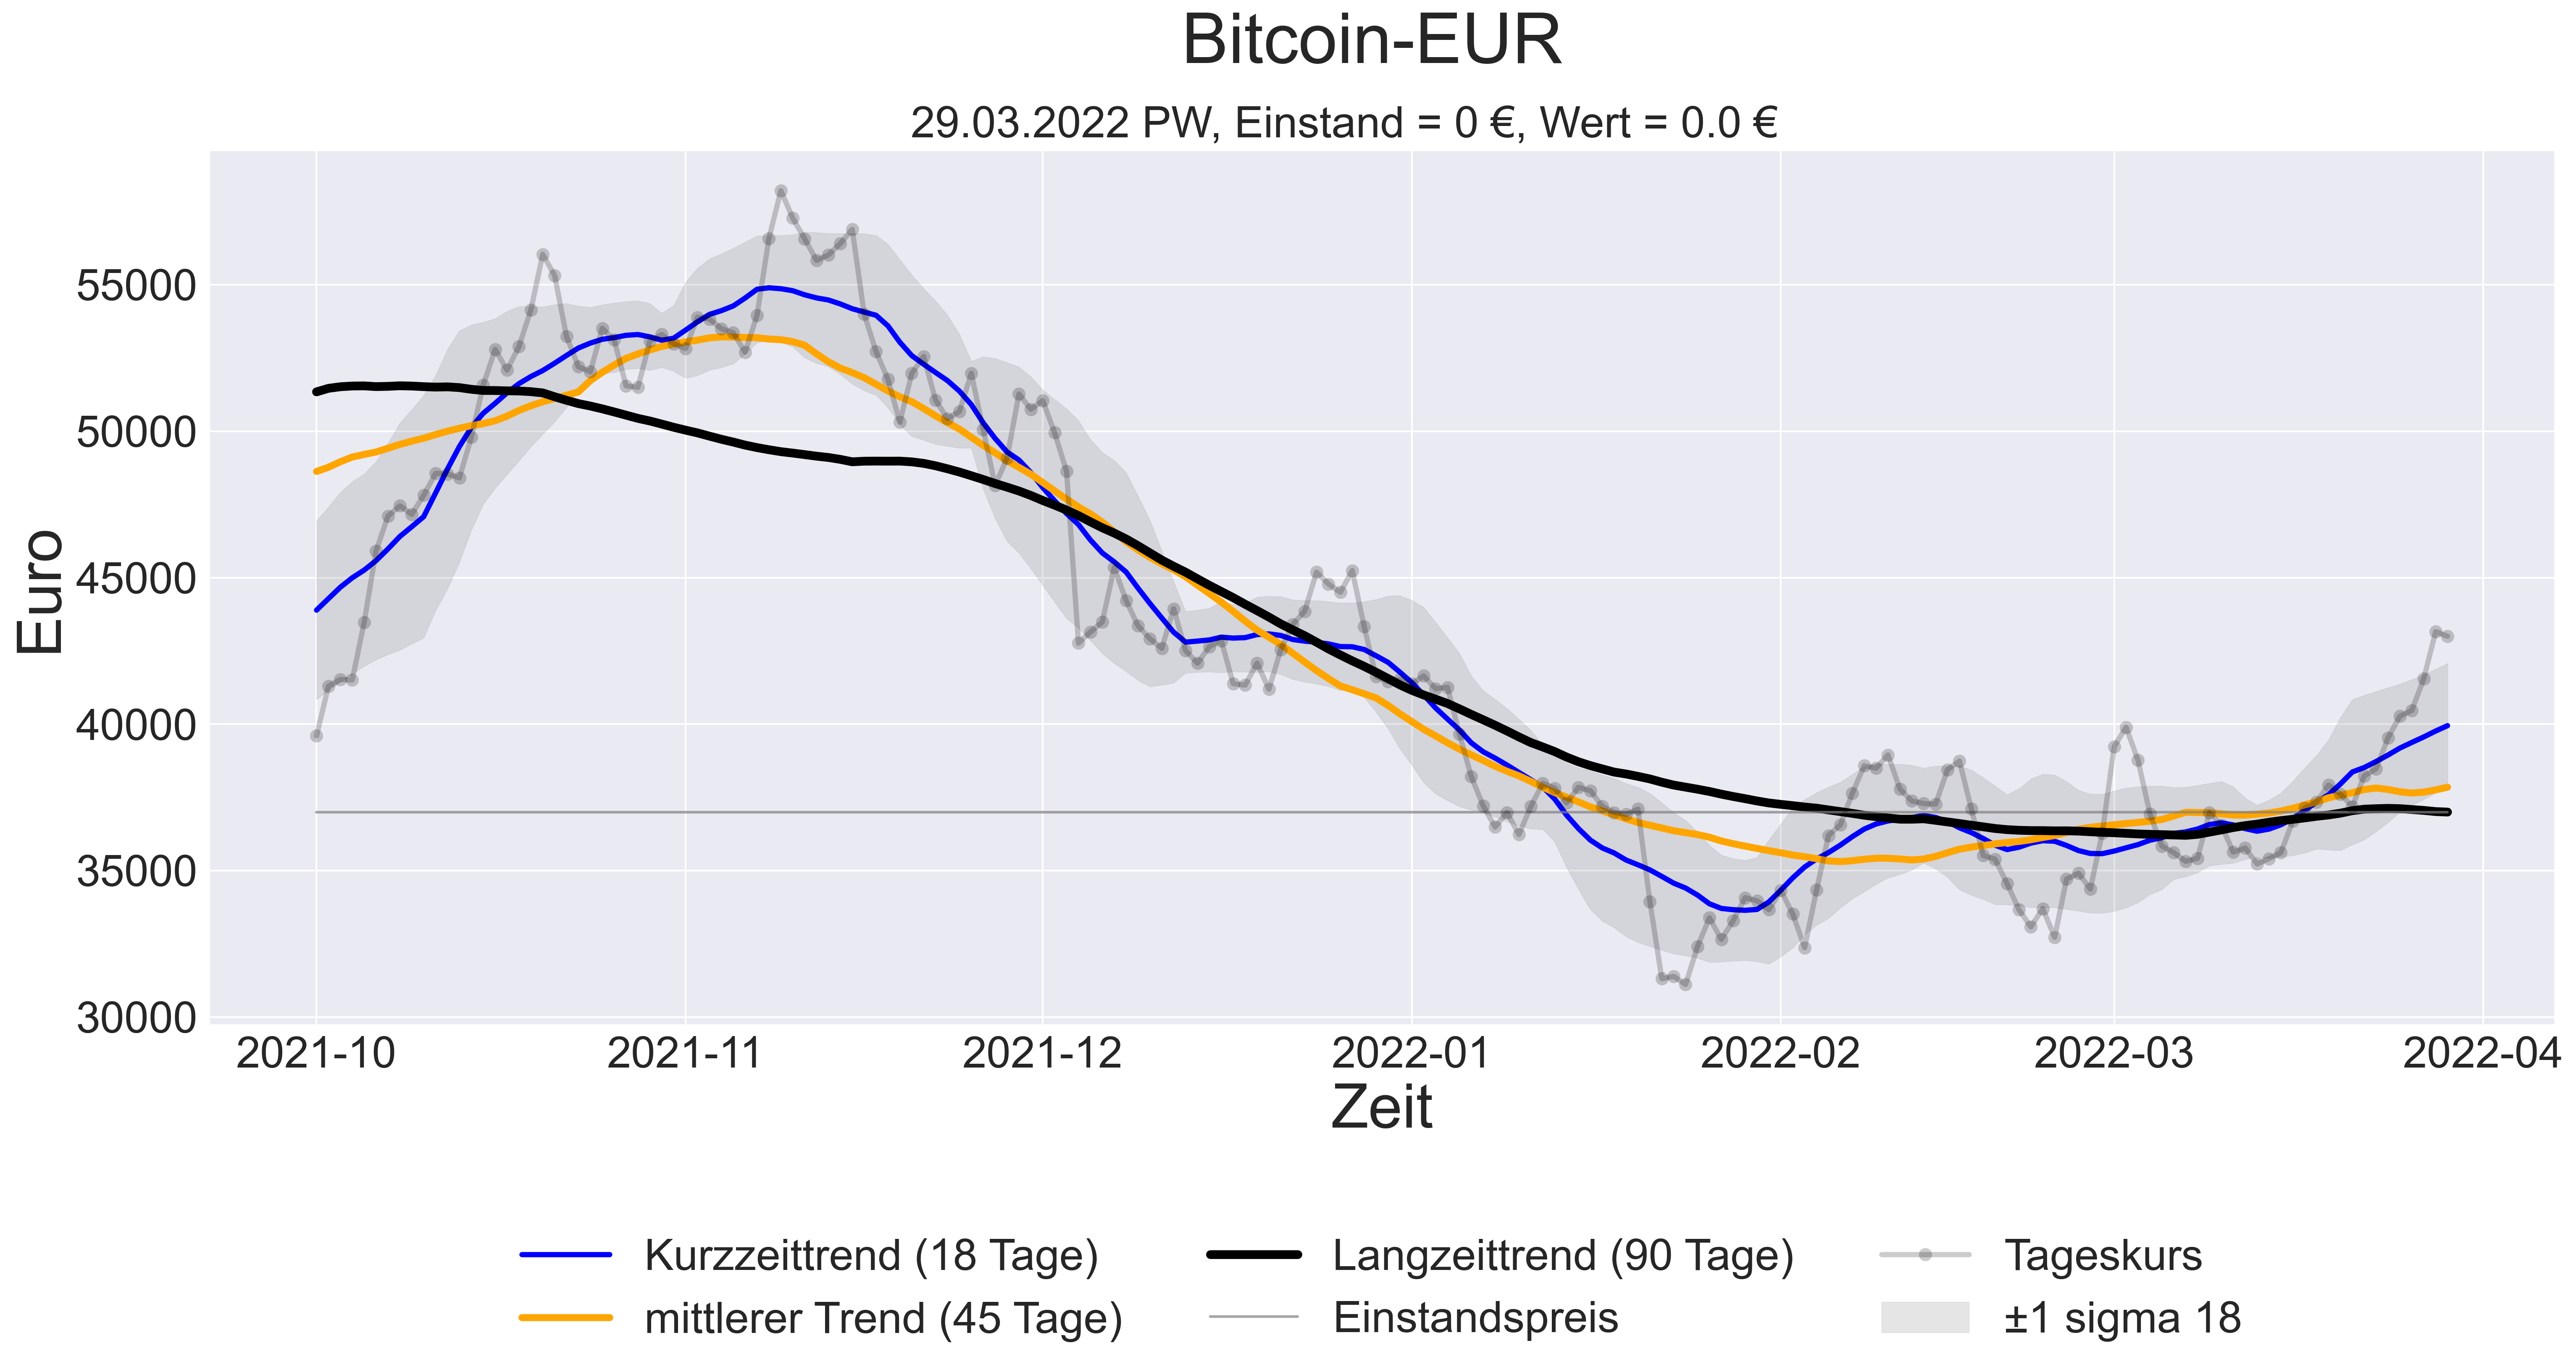 Bitcoin-EUR
29.03.2022 PW, Einstand = 0 €, Wert = 0.0 €
Euro
55000
50000
45000
40000
35000
30000
2021-10 2021-11 2021-12 2022-01 2022-02 2022-03 2022-04
Zeit
Kurzzeittrend (18 Tage) Langzeittrend (90 Tage) Tageskurs
mittlerer Trend (45 Tage) Einstandspreis ±1 sigma 18